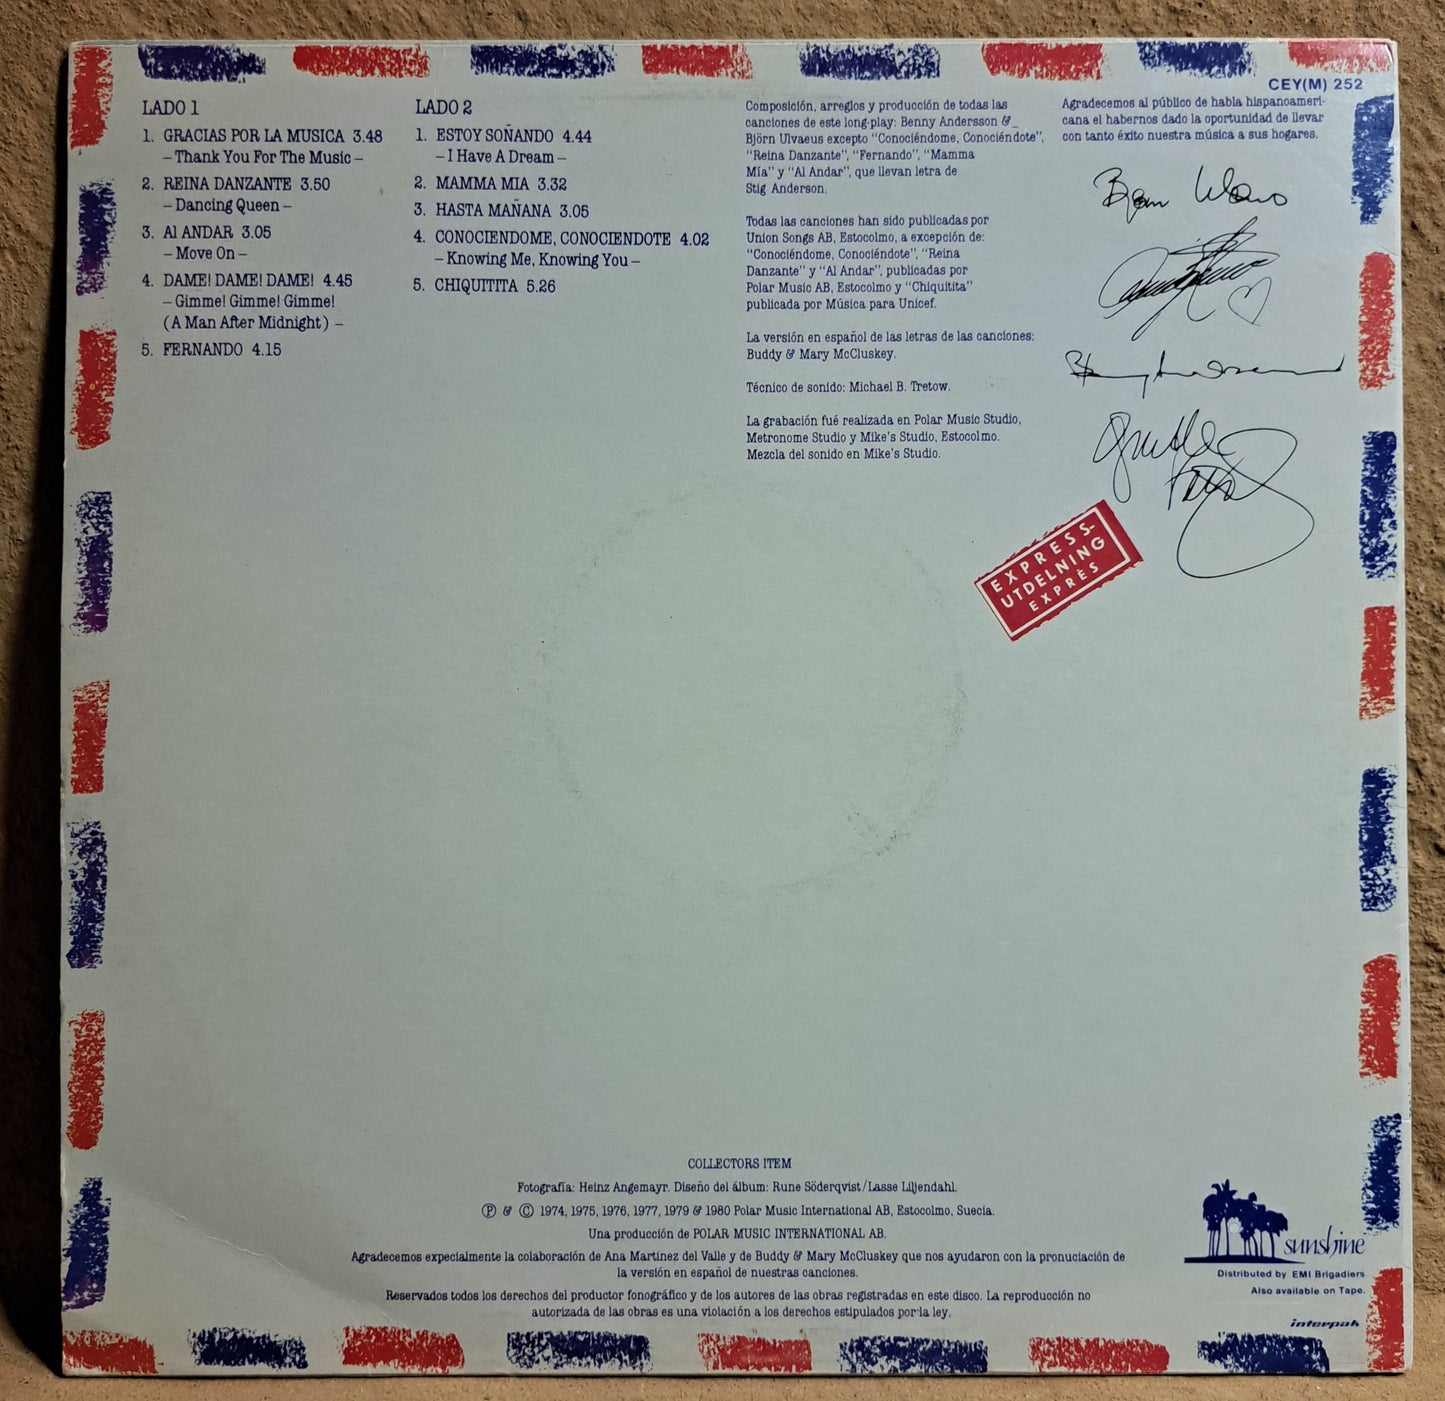 CEY(M) 252
LADO 1
1. GRACIAS POR LA MUSICA 3.48
– Thank You For The Music –
2. REINA DANZANTE 3.50
– Dancing Queen –
3. Al ANDAR 3.05
– Move On –
4. DAME! DAME! DAME! 4.45
– Gimme! Gimme! Gimme!
(A Man After Midnight) –
5. FERNANDO 4.15
LADO 2
1. ESTOY SOÑANDO 4.44
– I Have A Dream –
2. MAMMA MIA 3.32
3. HASTA MAÑANA 3.05
4. CONOCIENDOME, CONOCIENDOTE 4.02
– Knowing Me, Knowing You –
5. CHIQUITITA 5.26
Composición, arreglos y producción de todas las
canciones de este long-play: Benny Andersson &
Björn Ulvaeus excepto “Conociéndome, Conociéndote”,
“Reina Danzante”, “Fernando”, “Mamma
Mía” y “Al Andar”, que llevan letra de
Stig Anderson.
Todas las canciones han sido publicadas por
Union Songs AB, Estocolmo, a excepción de:
“Conociéndome, Conociéndote”, “Reina
Danzante” y “Al Andar”, publicadas por
Polar Music AB, Estocolmo y “Chiquitita”
publicada por Música para Unicef.
La versión en español de las letras de las canciones:
Buddy & Mary McCluskey.
Técnico de sonido: Michael B. Tretow.
La grabación fué realizada en Polar Music Studio,
Metronome Studio y Mike's Studio, Estocolmo.
Mezcla del sonido en Mike's Studio.
Agradecemos al público de habla hispanoameri-
cana el habernos dado la oportunidad de llevar
con tanto éxito nuestra música a sus hogares.
EXPRESS-
UTDELNING
EXPRÈS
COLLECTORS ITEM
Fotografía: Heinz Angemayr. Diseño del álbum: Rune Söderqvist/Lasse Liljendahl.
Ⓟ & © 1974, 1975, 1976, 1977, 1979 & 1980 Polar Music International AB, Estocolmo, Suecia.
Una producción de POLAR MUSIC INTERNATIONAL AB.
Agradecemos expecialmente la colaboración de Ana Martinez del Valle y de Buddy & Mary McCluskey que nos ayudaron con la pronuciación de
la versión en español de nuestras canciones.
Reservados todos los derechos del productor fonográfico y de los autores de las obras registradas en este disco. La reproducción no
autorizada de las obras es una violación a los derechos estipulados por la ley.
sunshine
Distributed by EMI Brigadiers
Also available on Tape.
interpak